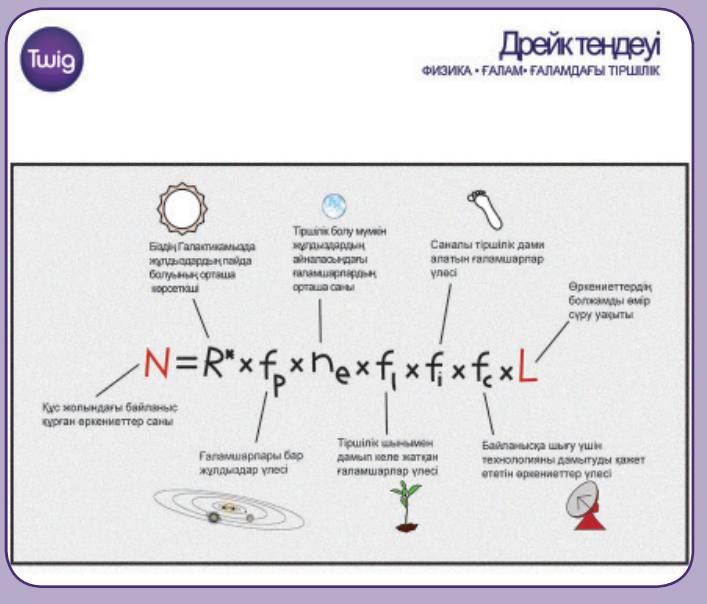 Twig
Дрейк теңдеуі
ФИЗИКА • ҒАЛАМ • ҒАЛАМДАҒЫ ТІРШІЛІК
Біздің Галактикамызда
жұлдыздардың пайда
болуының орташа
көрсеткіші
Тіршілік болу мүмкін
жұлдыздардың
айналасындағы
ғаламшарлардың
орташа саны
Саналы тіршілік дами
алатын ғаламшарлар
үлесі
Өркениеттердің
болжамды өмір
сүру уақыты
N=R*×fp×ne×fl×fi×fc×L
Құс жолындағы байланыс
құрған өркениеттер саны
Ғаламшарлары бар
жұлдыздар үлесі
Тіршілік шынымен
дамып келе жатқан
ғаламшарлар үлесі
Байланысқа шығу үшін
технологияны дамытуды қажет
ететін өркениеттер үлесі